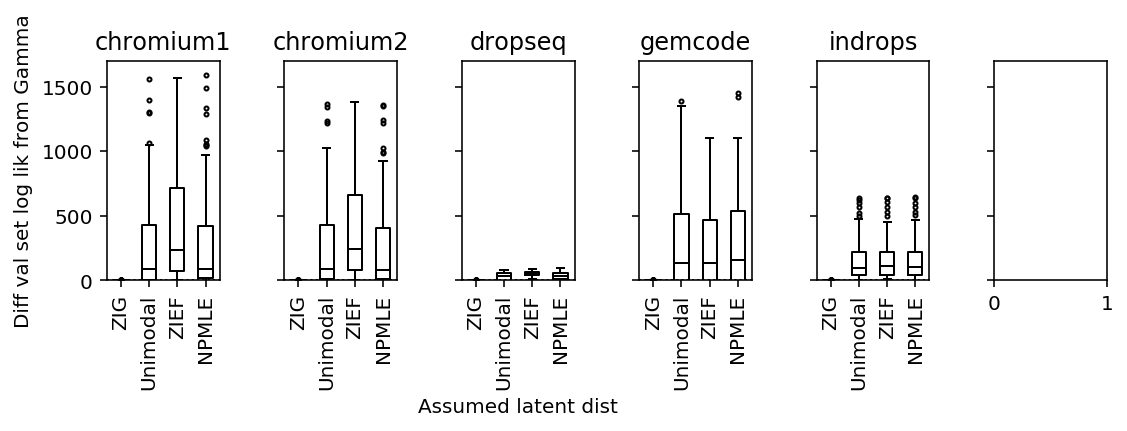 Diff val set log lik from Gamma
chromium1
chromium2
dropseq
gemcode
indrops
1500
1000
500
0
ZIG
Unimodal
ZIEF
NPMLE
ZIG
Unimodal
ZIEF
NPMLE
ZIG
Unimodal
ZIEF
NPMLE
ZIG
Unimodal
ZIEF
NPMLE
ZIG
Unimodal
ZIEF
NPMLE
0
1
Assumed latent dist